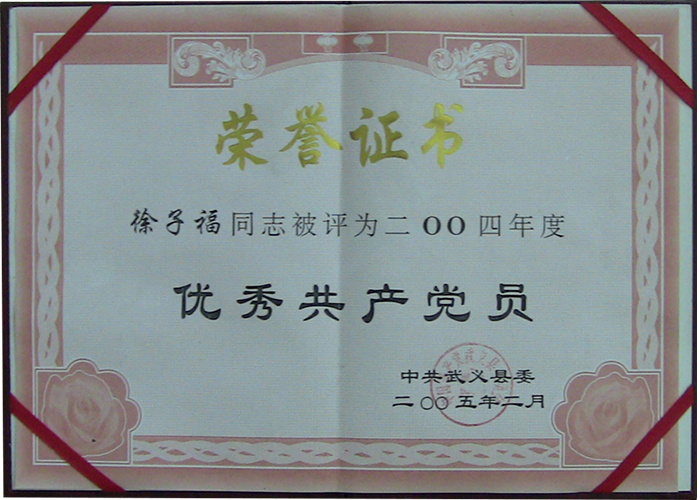 荣誉证书
徐子福同志被评为二OO四年度
优秀共产党员
中共武义县委
二OO五年二月